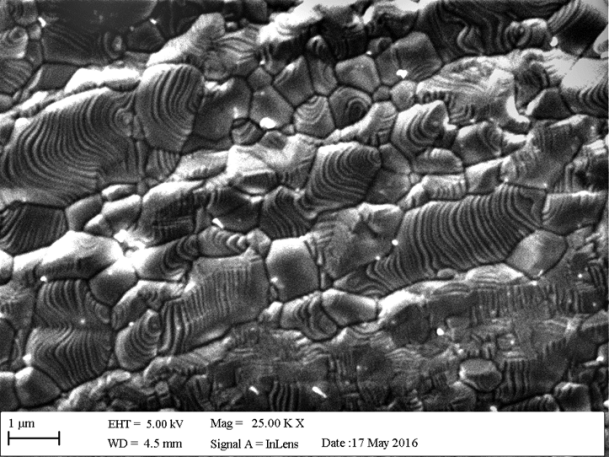 1 µm EHT = 5.00 kV Mag = 25.00 K X
WD = 4.5 mm Signal A = InLens Date :17 May 2016